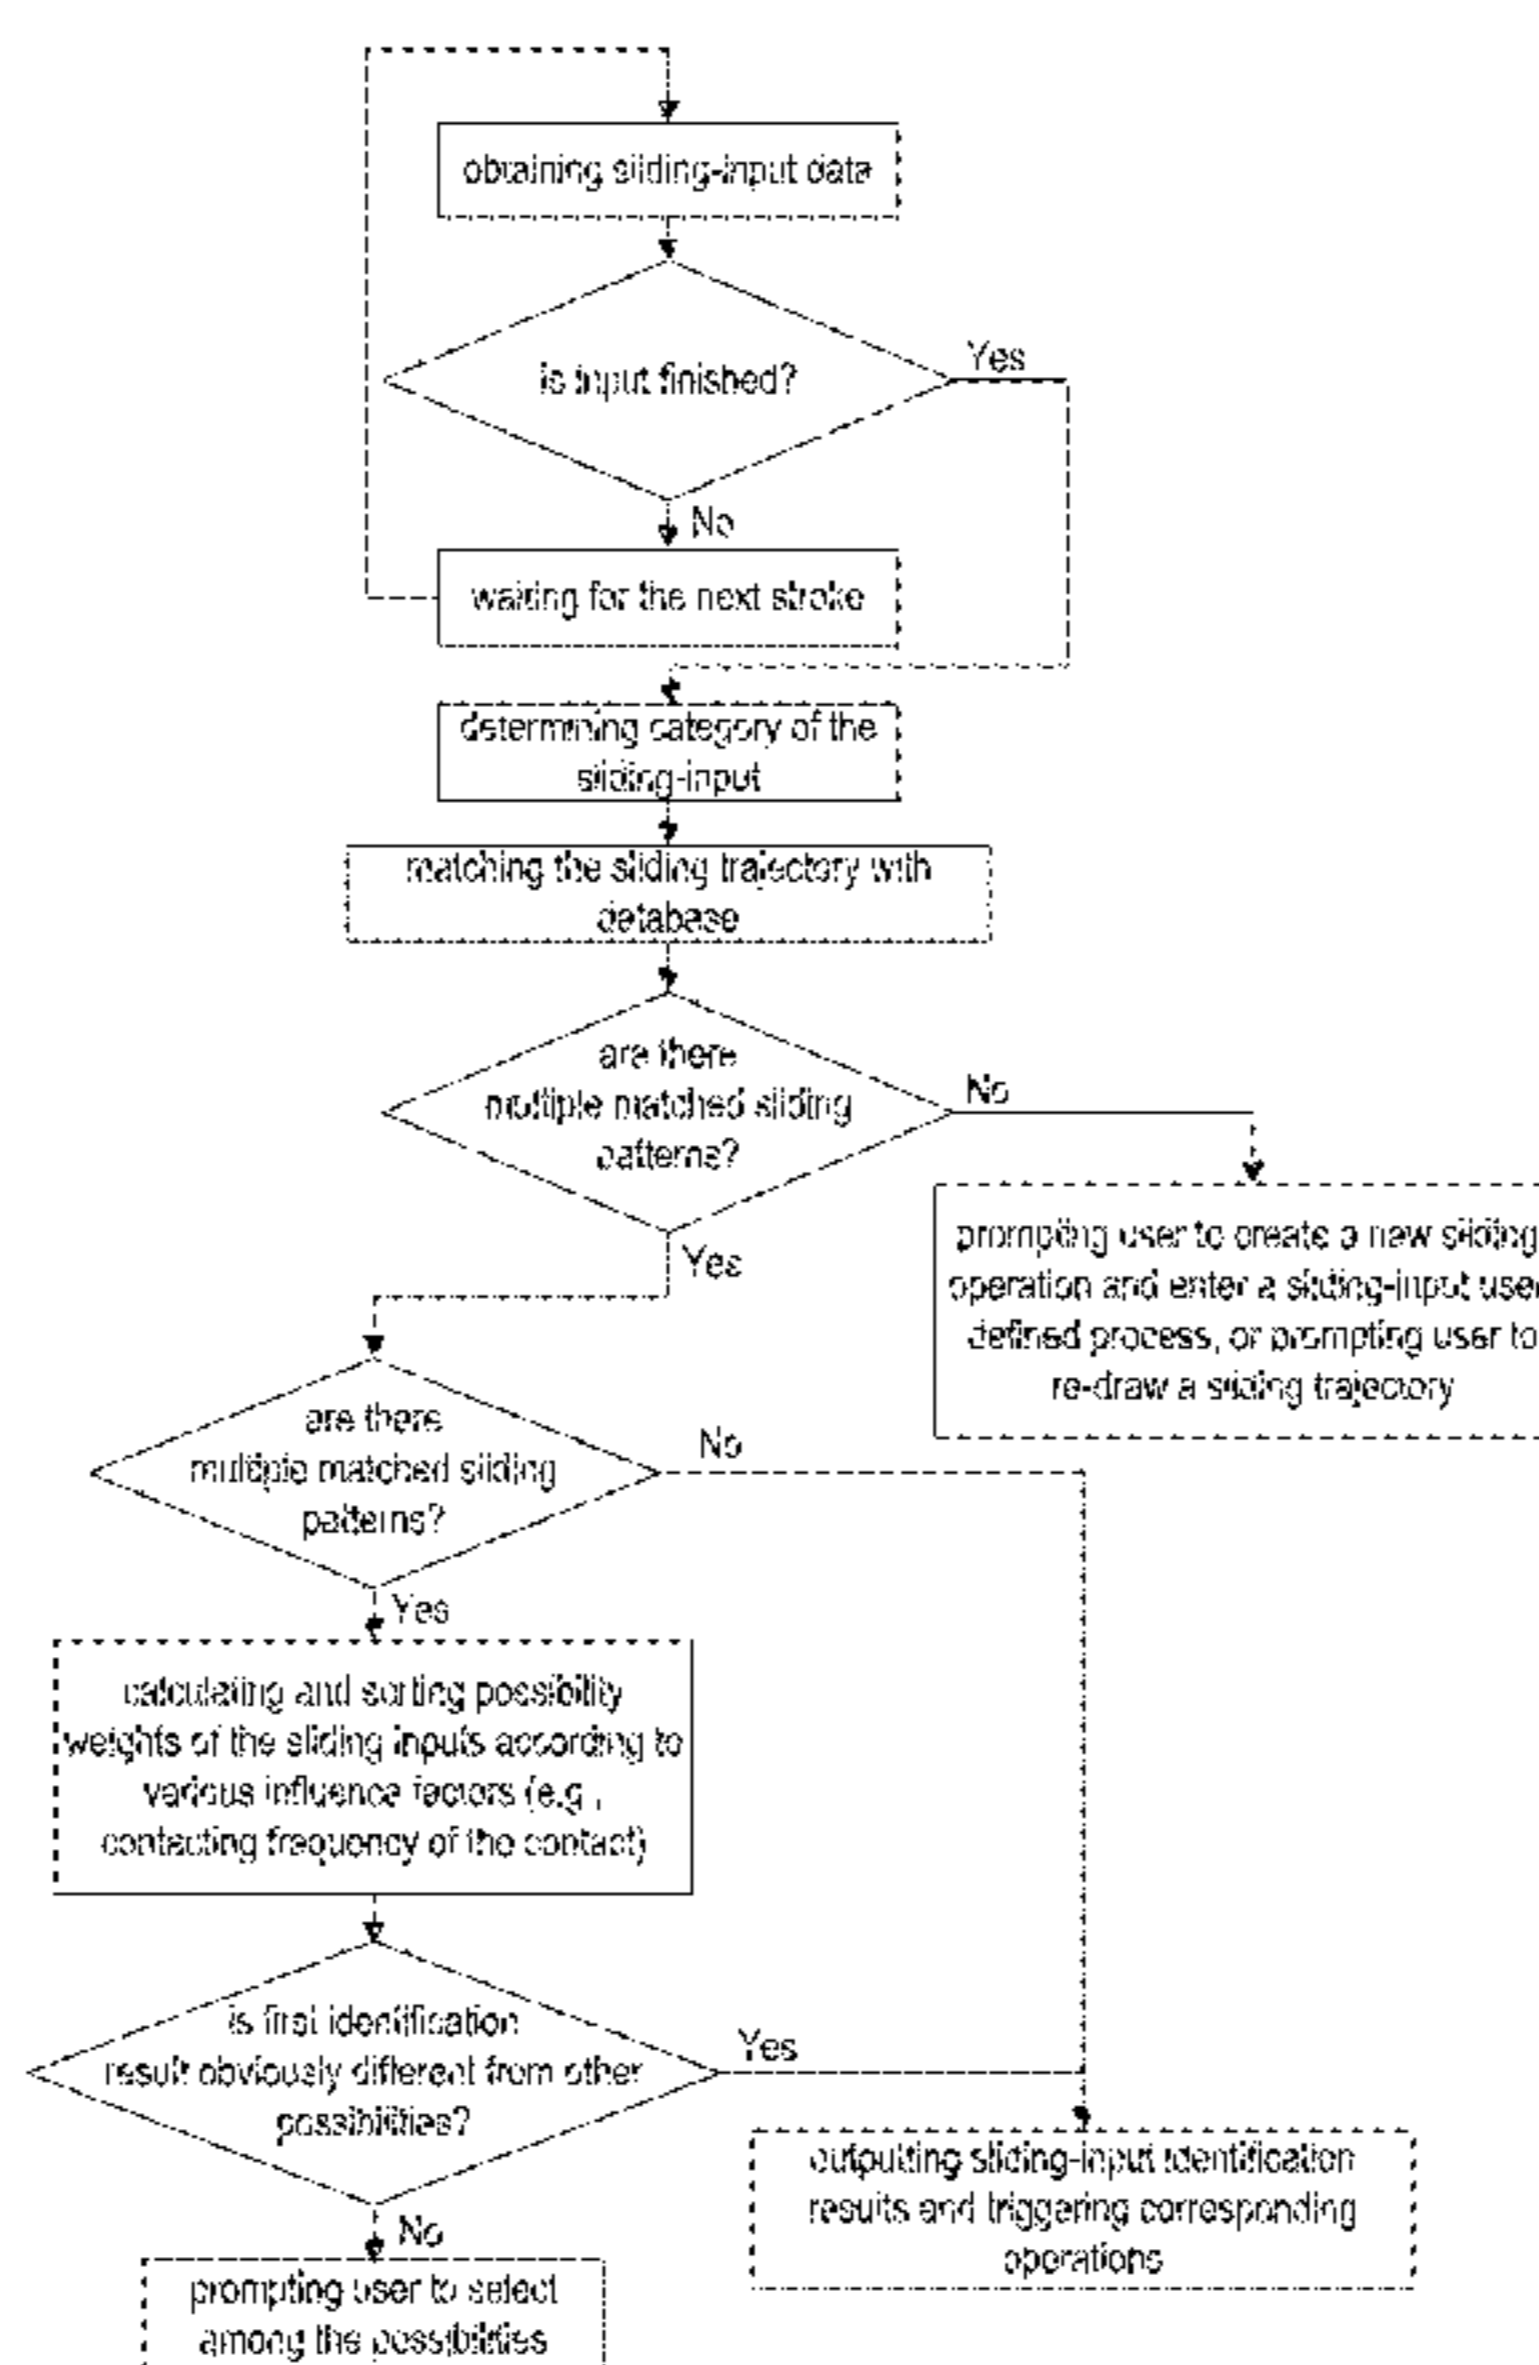 obtaining sliding-input data
is input finished?
Yes
No
waiting for the next stroke
determining category of the
sliding-input
matching the sliding trajectory with
database
are there
multiple matched sliding
patterns?
No
Yes
prompting user to create a new sliding
operation and enter a sliding-input user
defined process, or prompting user to
re-draw a sliding trajectory
are there
multiple matched sliding
patterns?
No
Yes
calculating and sorting possibility
weights of the sliding inputs according to
various influence factors (e.g.,
contacting frequency of the contact)
is first identification
result obviously different from other
possibilities?
Yes
No
outputting sliding-input identification
results and triggering corresponding
operations
prompting user to select
among the possibilities